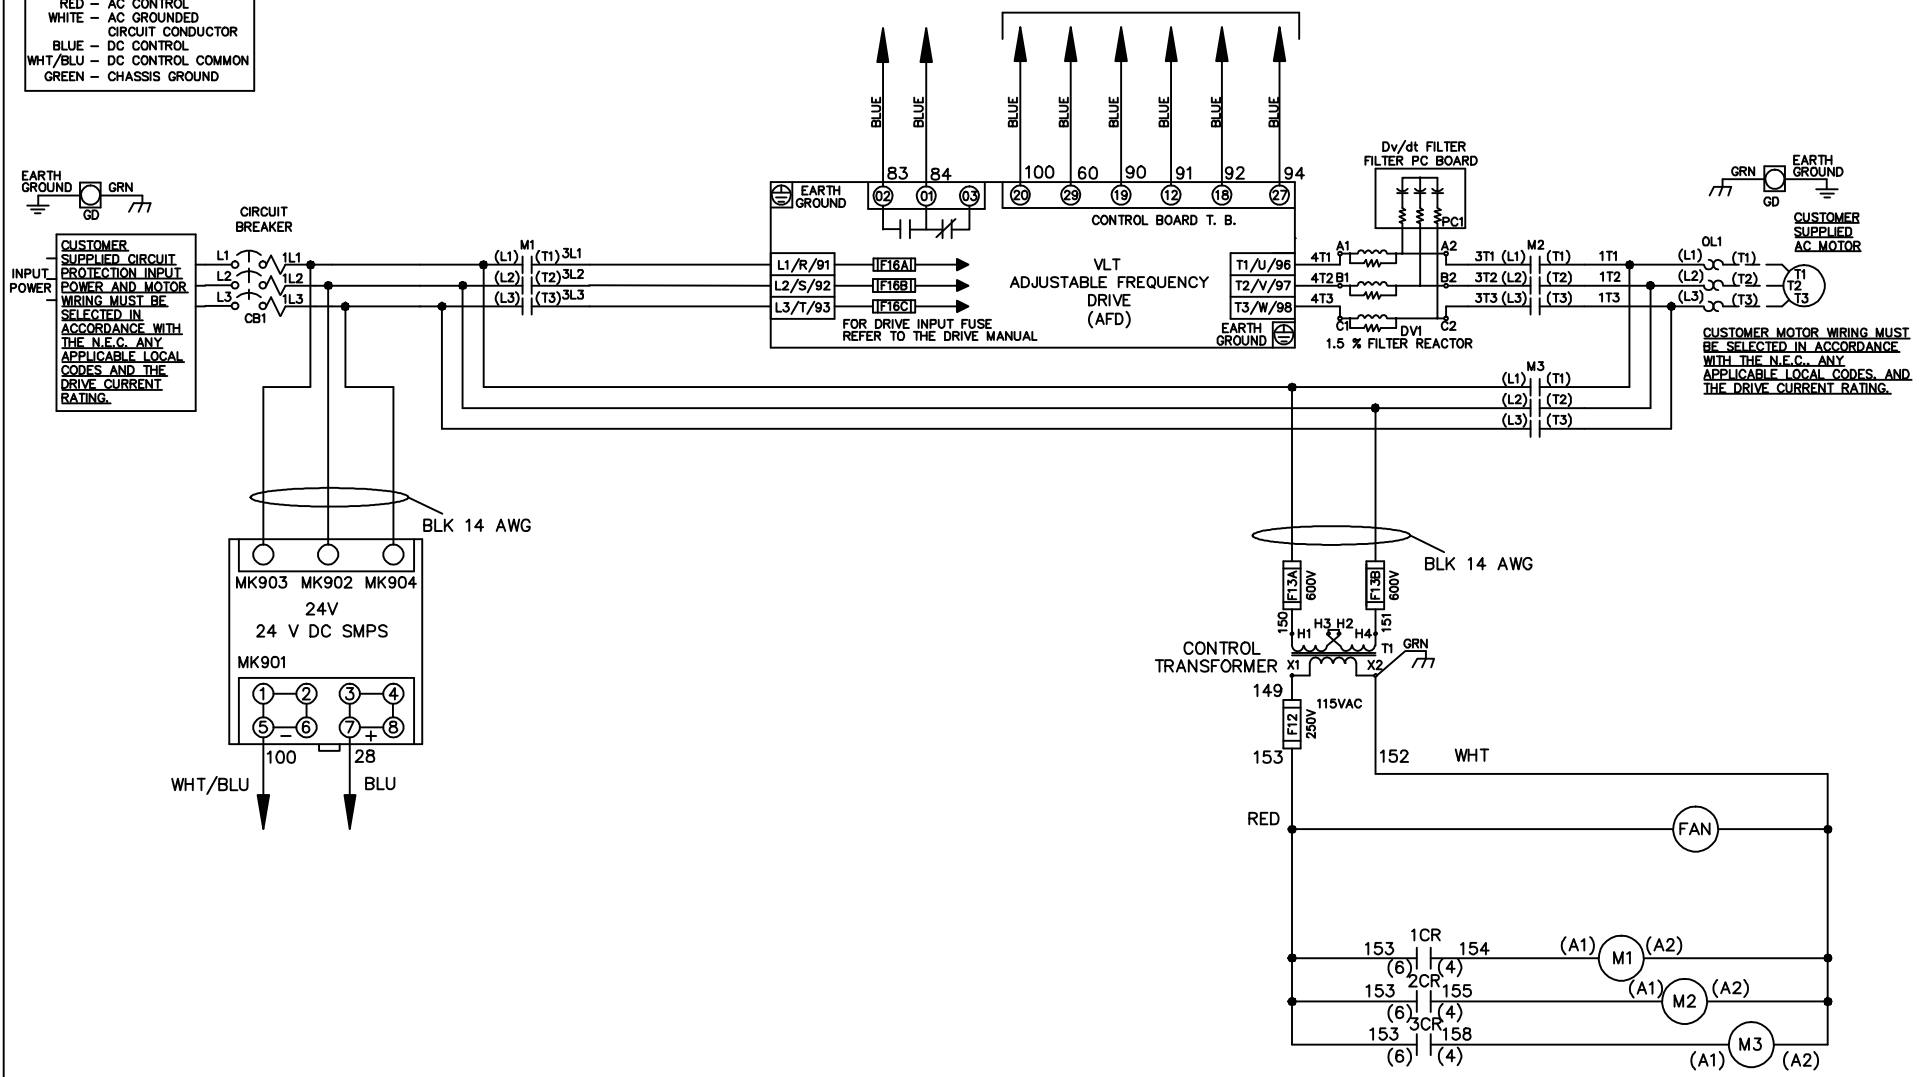 RED – AC CONTROL
WHITE – AC GROUNDED
CIRCUIT CONDUCTOR
BLUE – DC CONTROL
WHT/BLU – DC CONTROL COMMON
GREEN – CHASSIS GROUND
BLUE
BLUE
BLUE
BLUE
BLUE
BLUE
BLUE
BLUE
EARTH
GROUND
GRN
GD
CIRCUIT
BREAKER
CUSTOMER
SUPPLIED CIRCUIT
PROTECTION INPUT
POWER AND MOTOR
WIRING MUST BE
SELECTED IN
ACCORDANCE WITH
THE N.E.C. ANY
APPLICABLE LOCAL
CODES AND THE
DRIVE CURRENT
RATING.
INPUT
POWER
L1
L2
L3
CB1
1L1
1L2
1L3
M1
(L1) (T1) 3L1
(L2) (T2) 3L2
(L3) (T3) 3L3
83 84
02 01 03
EARTH
GROUND
100 60 90 91 92 94
20 29 19 12 18 27
CONTROL BOARD T. B.
L1/R/91
L2/S/92
L3/T/93
F16A
F16B
F16C
FOR DRIVE INPUT FUSE
REFER TO THE DRIVE MANUAL
VLT
ADJUSTABLE FREQUENCY
DRIVE
(AFD)
T1/U/96
T2/V/97
T3/W/98
EARTH
GROUND
Dv/dt FILTER
FILTER PC BOARD
PC1
4T1 A1 A2
4T2 B1 B2
4T3 C1 C2
DV1
1.5 % FILTER REACTOR
M2
3T1 (L1) (T1) 1T1
3T2 (L2) (T2) 1T2
3T3 (L3) (T3) 1T3
OL1
(L1) (T1)
(L2) (T2)
(L3) (T3)
T1
T2
T3
GRN
GD
EARTH
GROUND
CUSTOMER
SUPPLIED
AC MOTOR
CUSTOMER MOTOR WIRING MUST
BE SELECTED IN ACCORDANCE
WITH THE N.E.C., ANY
APPLICABLE LOCAL CODES, AND
THE DRIVE CURRENT RATING.
M3
(L1) (T1)
(L2) (T2)
(L3) (T3)
BLK 14 AWG
MK903 MK902 MK904
24V
24 V DC SMPS
MK901
1 2 3 4
5 – 6 7 + 8
100 28
WHT/BLU BLU
BLK 14 AWG
F13A
600V
F13B
600V
150
151
H1 H3 H2 H4
T1
GRN
CONTROL
TRANSFORMER
X1 X2
149
115VAC
F12
250V
153
152 WHT
RED
FAN
1CR
153 154 (A1) M1 (A2)
(6) (4)
2CR
153 155 (A1) M2 (A2)
(6) (4)
3CR
153 158 M3
(6) (4) (A1) (A2)